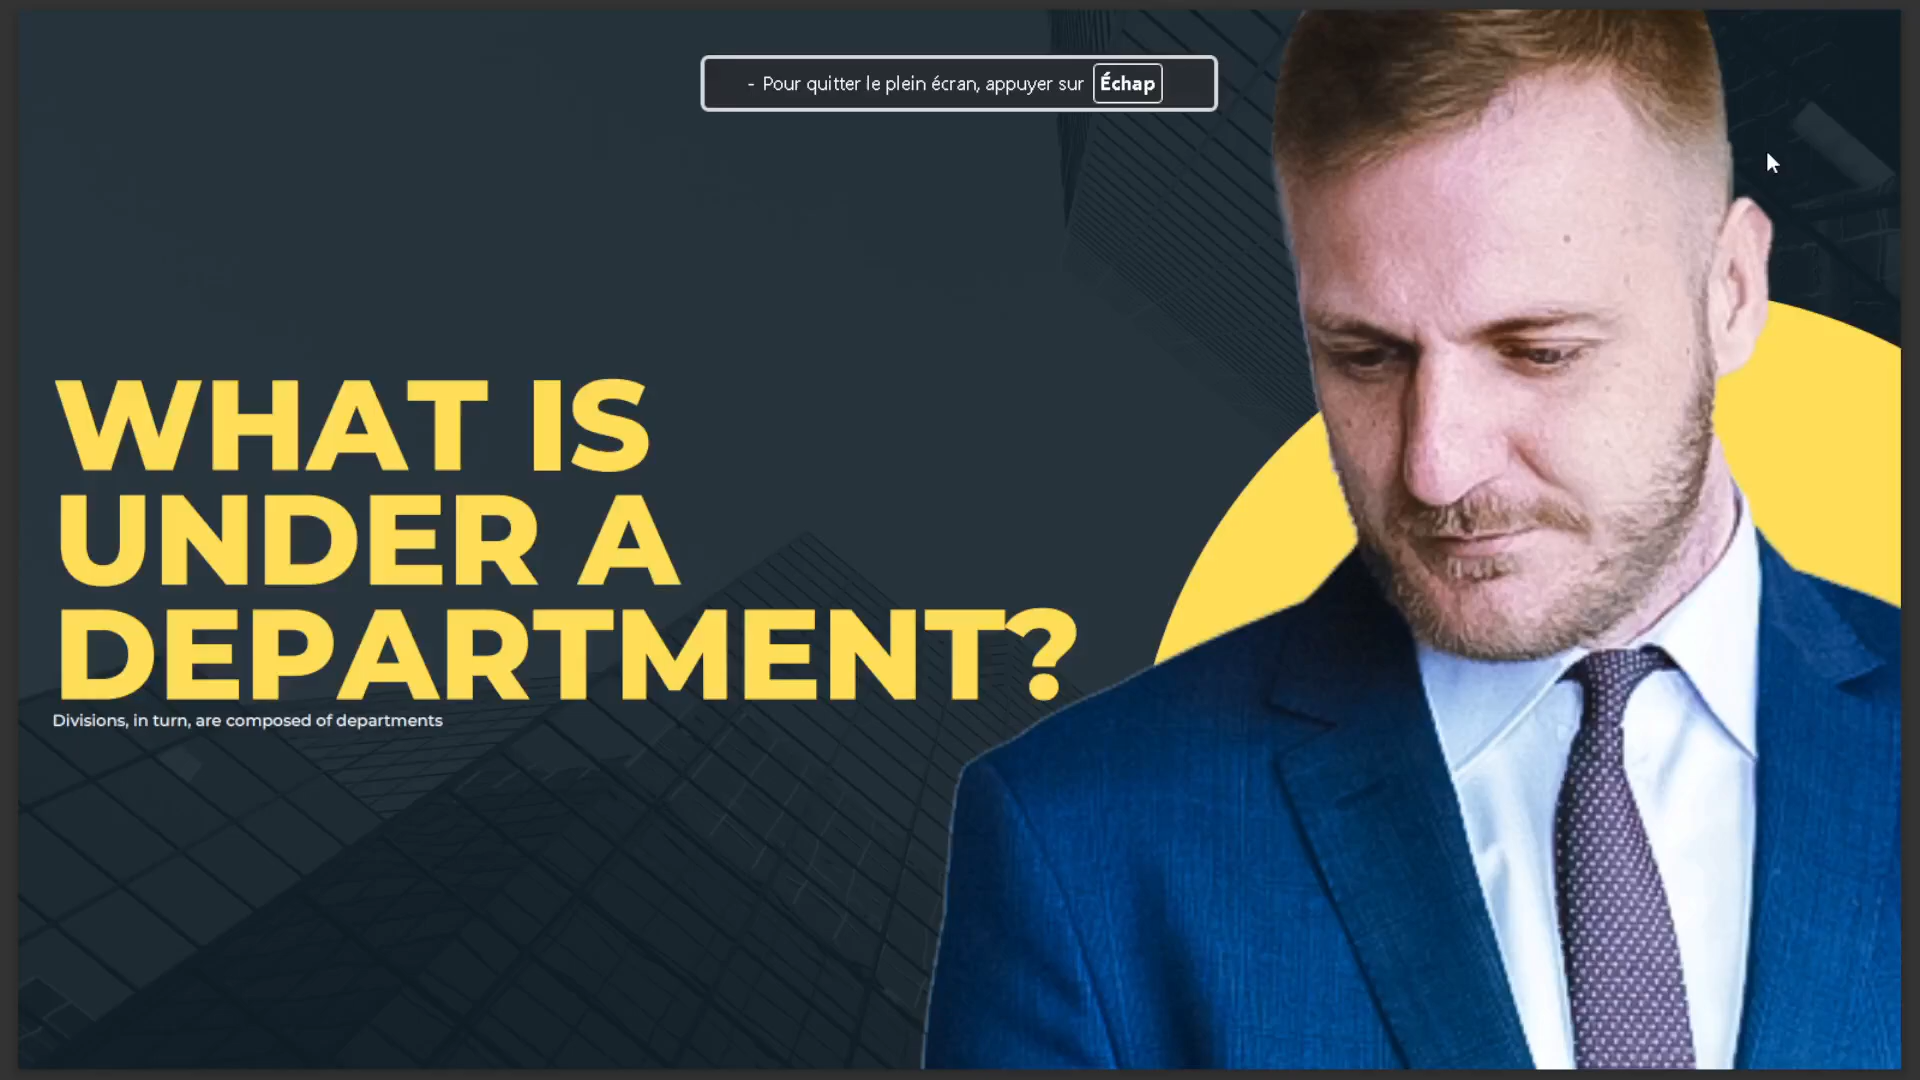 - Pour quitter le plein écran, appuyer sur Échap
WHAT IS
UNDER A
DEPARTMENT?
Divisions, in turn, are composed of departments